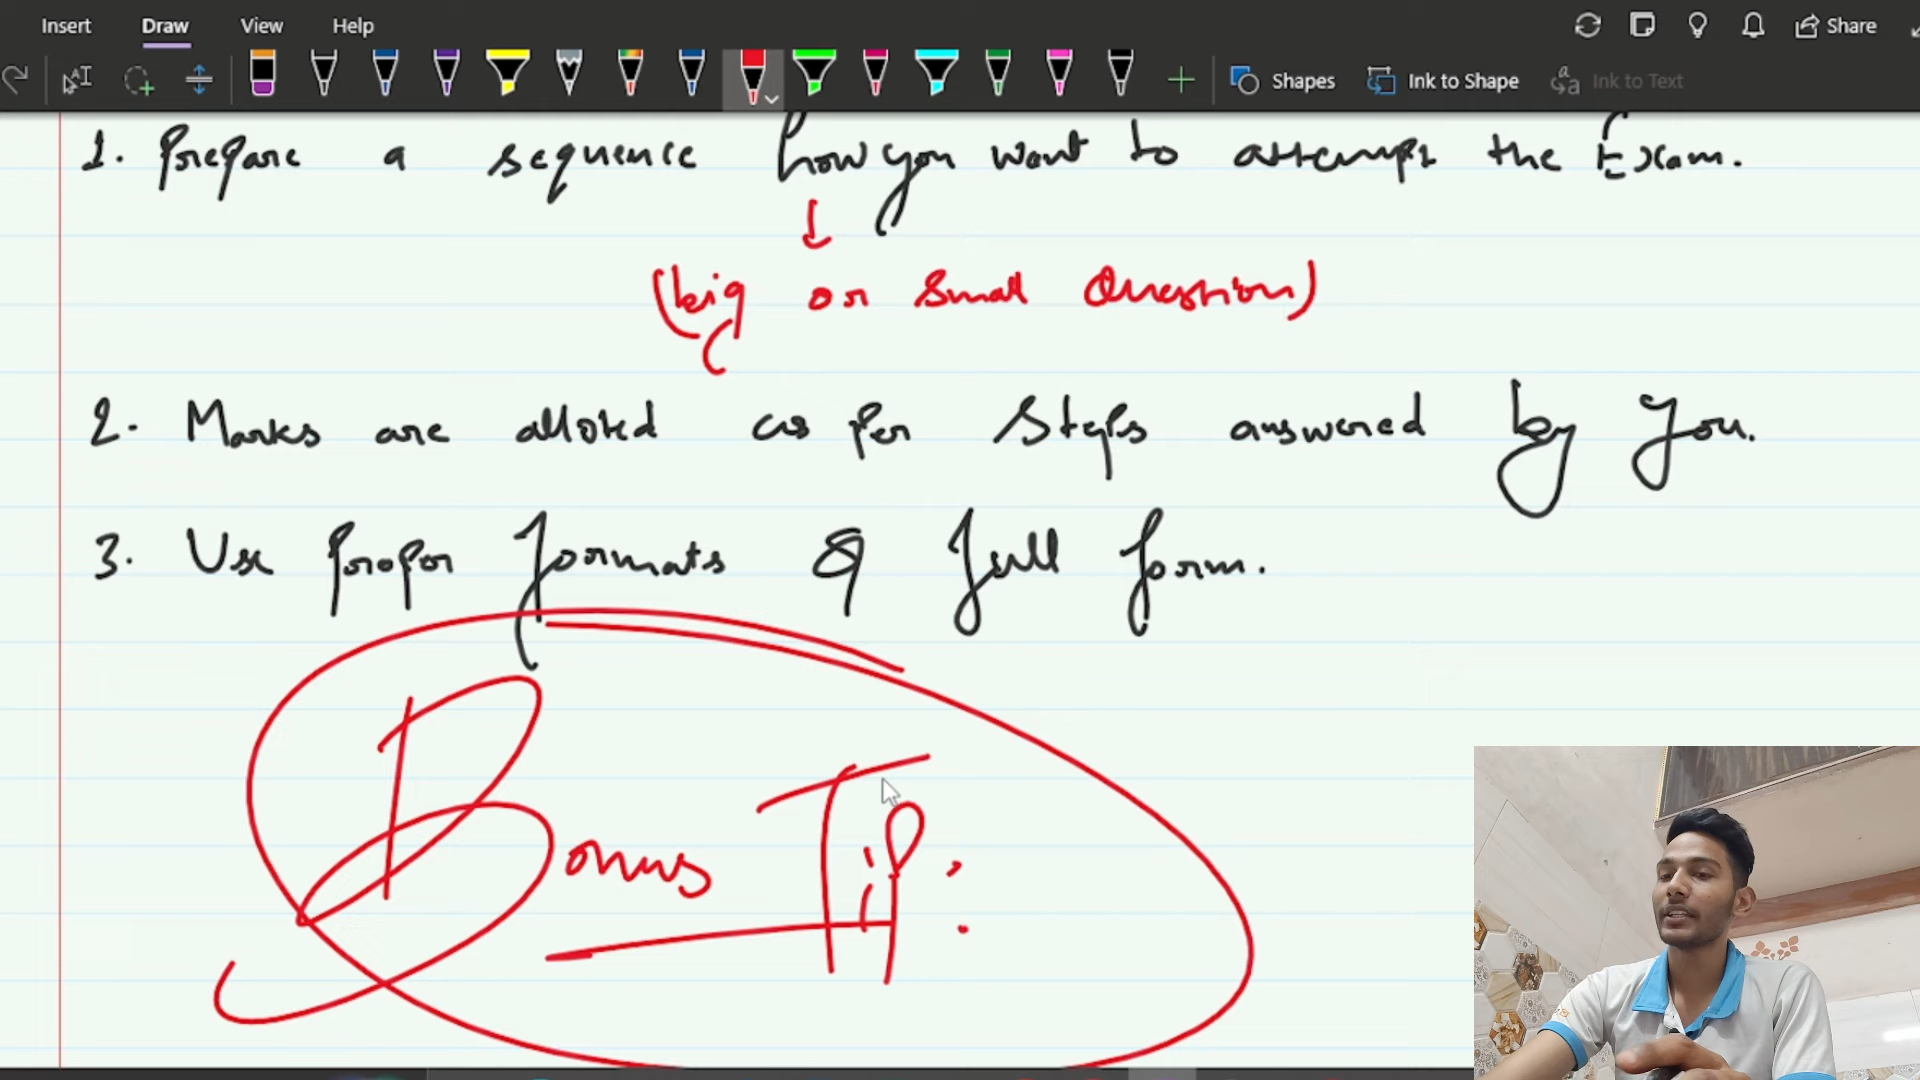 Insert Draw View Help Share
Shapes Ink to Shape Ink to Text
1. Prepare a sequence how you want to attempt the Exam.
(big or small Question)
2. Marks are alloted as per Steps answered by You.
3. Use proper formats & full form.
Bonus Tip: